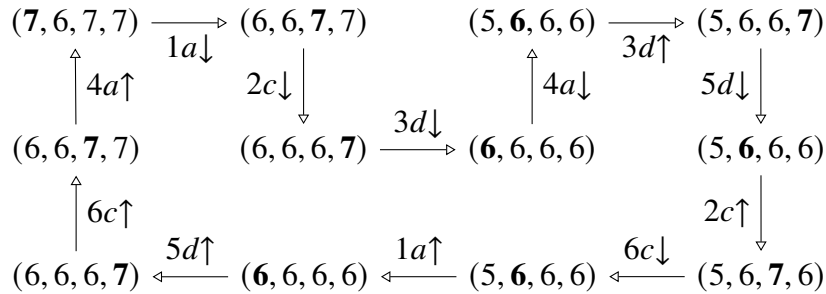 (7, 6, 7, 7) 1a↓ (6, 6, 7, 7) (5, 6, 6, 6) 3d↑ (5, 6, 6, 7)
4a↑ 2c↓ 4a↓ 5d↓
(6, 6, 7, 7) (6, 6, 6, 7) 3d↓ (6, 6, 6, 6) (5, 6, 6, 6)
6c↑ 2c↑
(6, 6, 6, 7) 5d↑ (6, 6, 6, 6) 1a↑ (5, 6, 6, 6) 6c↓ (5, 6, 7, 6)